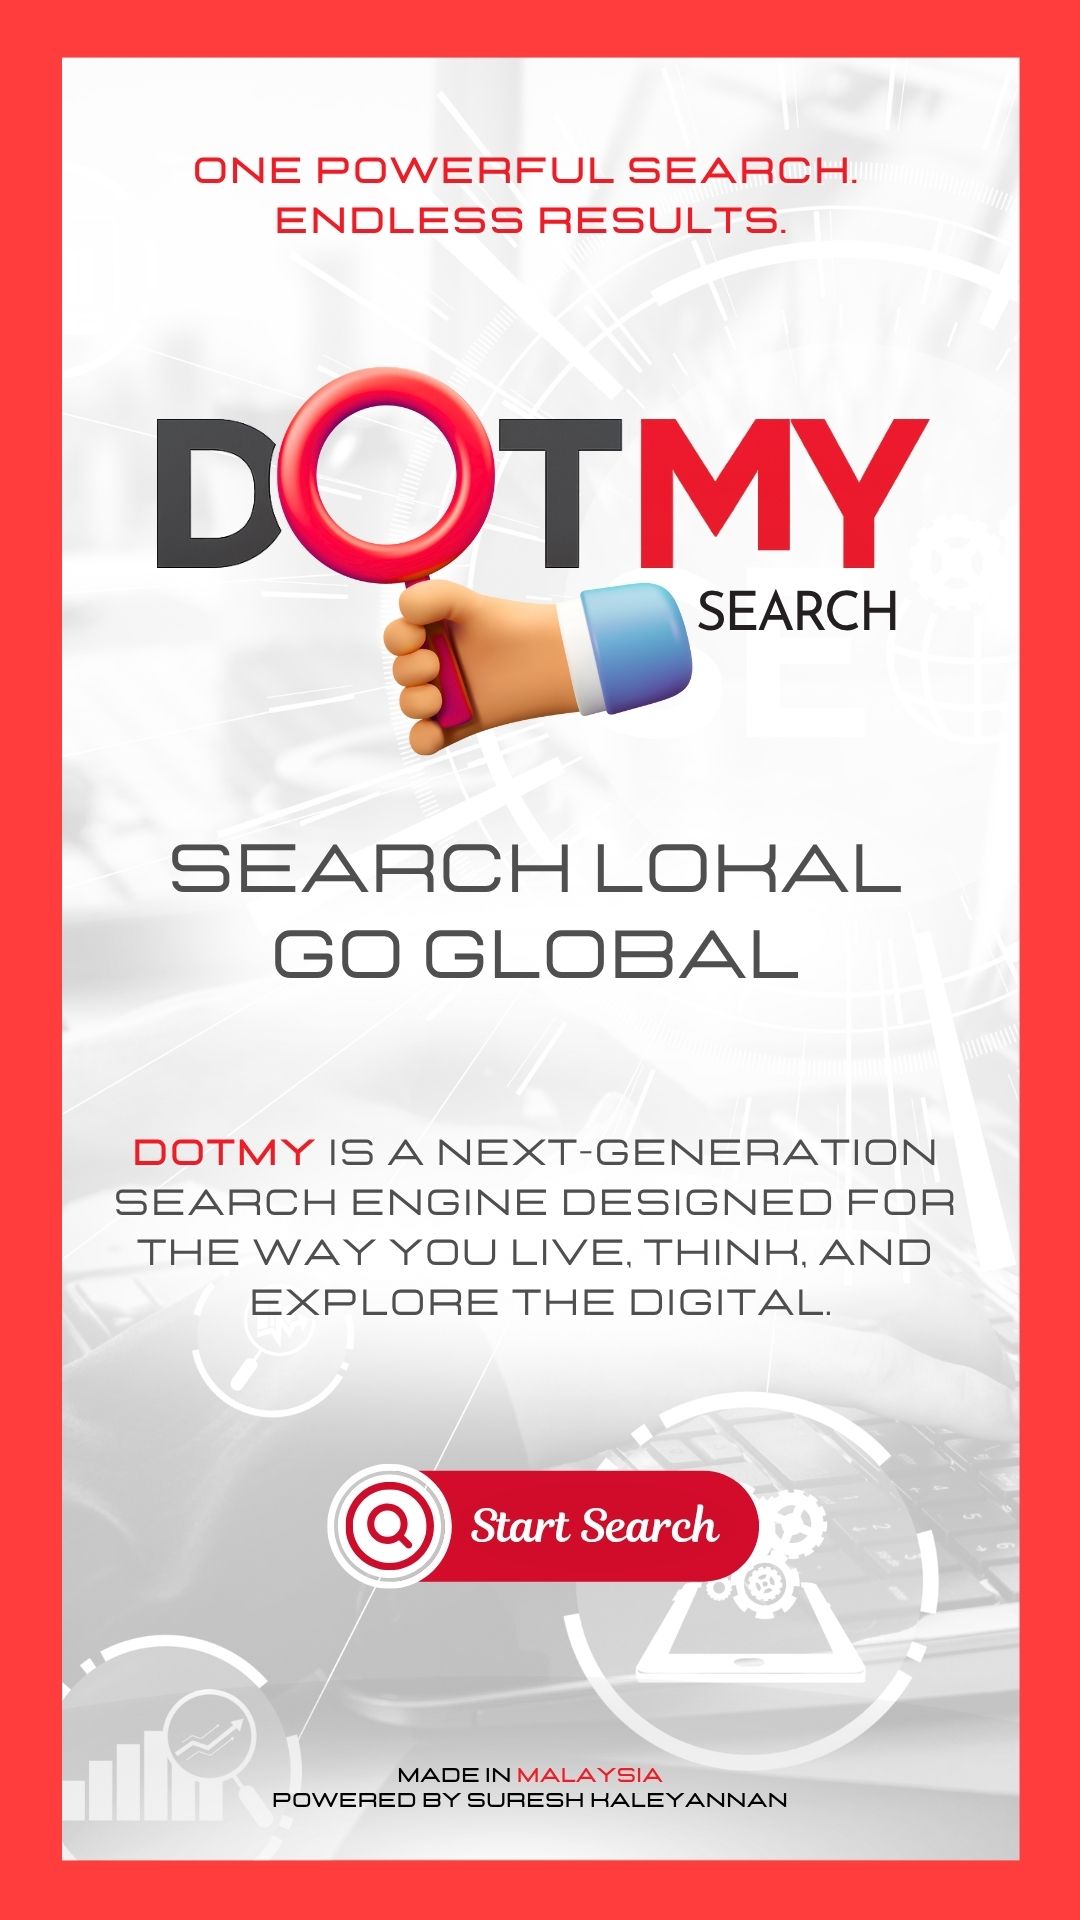 ONE POWERFUL SEARCH.
ENDLESS RESULTS.
DOTMY
SEARCH
SEARCH LOKAL
GO GLOBAL
DOTMY IS A NEXT-GENERATION
SEARCH ENGINE DESIGNED FOR
THE WAY YOU LIVE, THINK, AND
EXPLORE THE DIGITAL.
Start Search
MADE IN MALAYSIA
POWERED BY SURESH KALEYANNAN